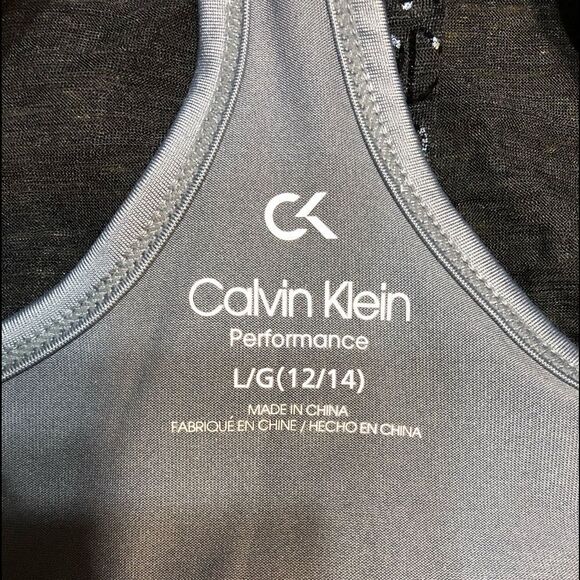 CK
Calvin Klein
Performance
L/G(12/14)
MADE IN CHINA
FABRIQUÉ EN CHINE / HECHO EN CHINA